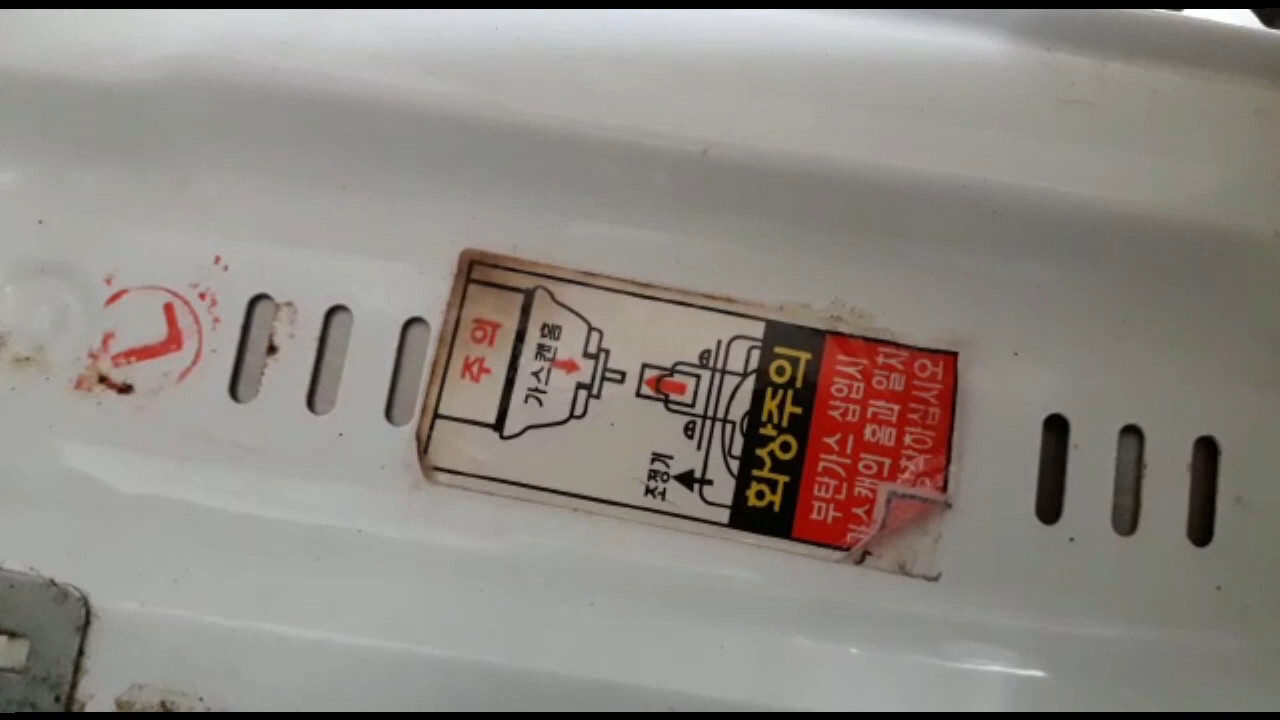 주의
가스캔홈
조정기
화상주의
부탄가스 삽입시
가스캐의 홈과 일치